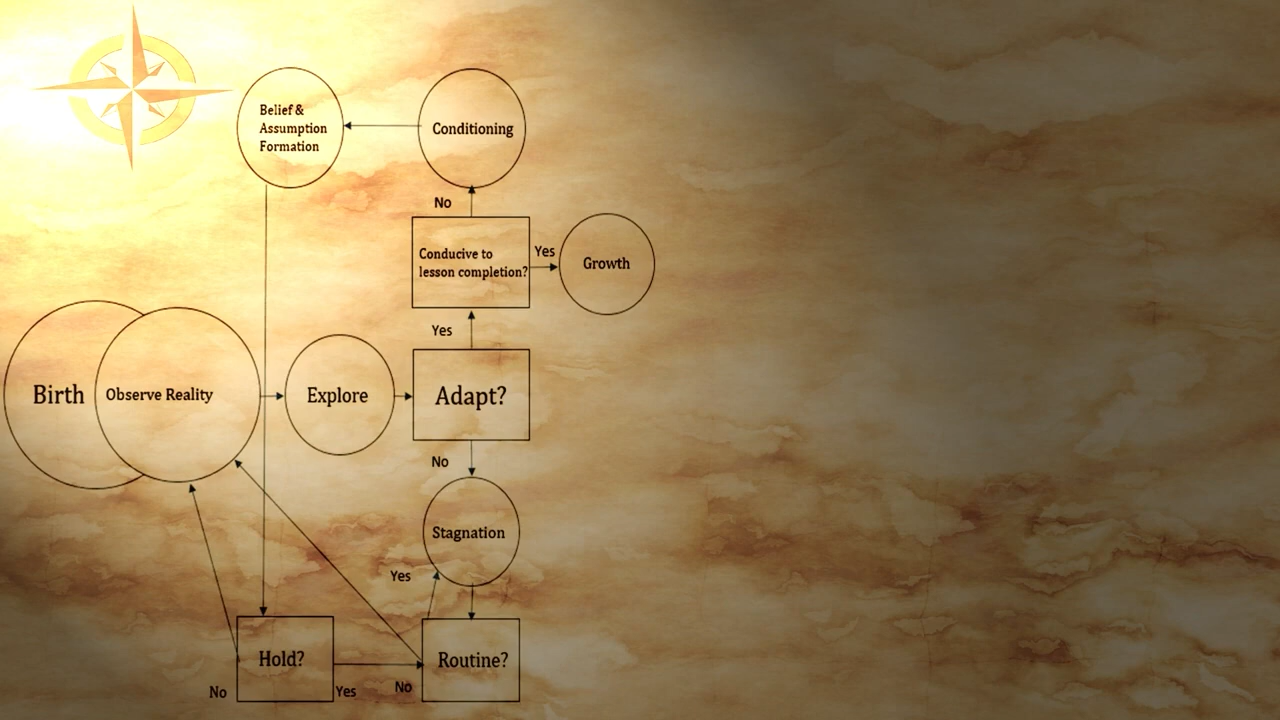 Belief &
Assumption
Formation
Conditioning
No
Conducive to
lesson completion?
Yes
Growth
Yes
Birth
Observe Reality
Explore
Adapt?
No
Stagnation
Yes
Hold?
Routine?
No
Yes
No